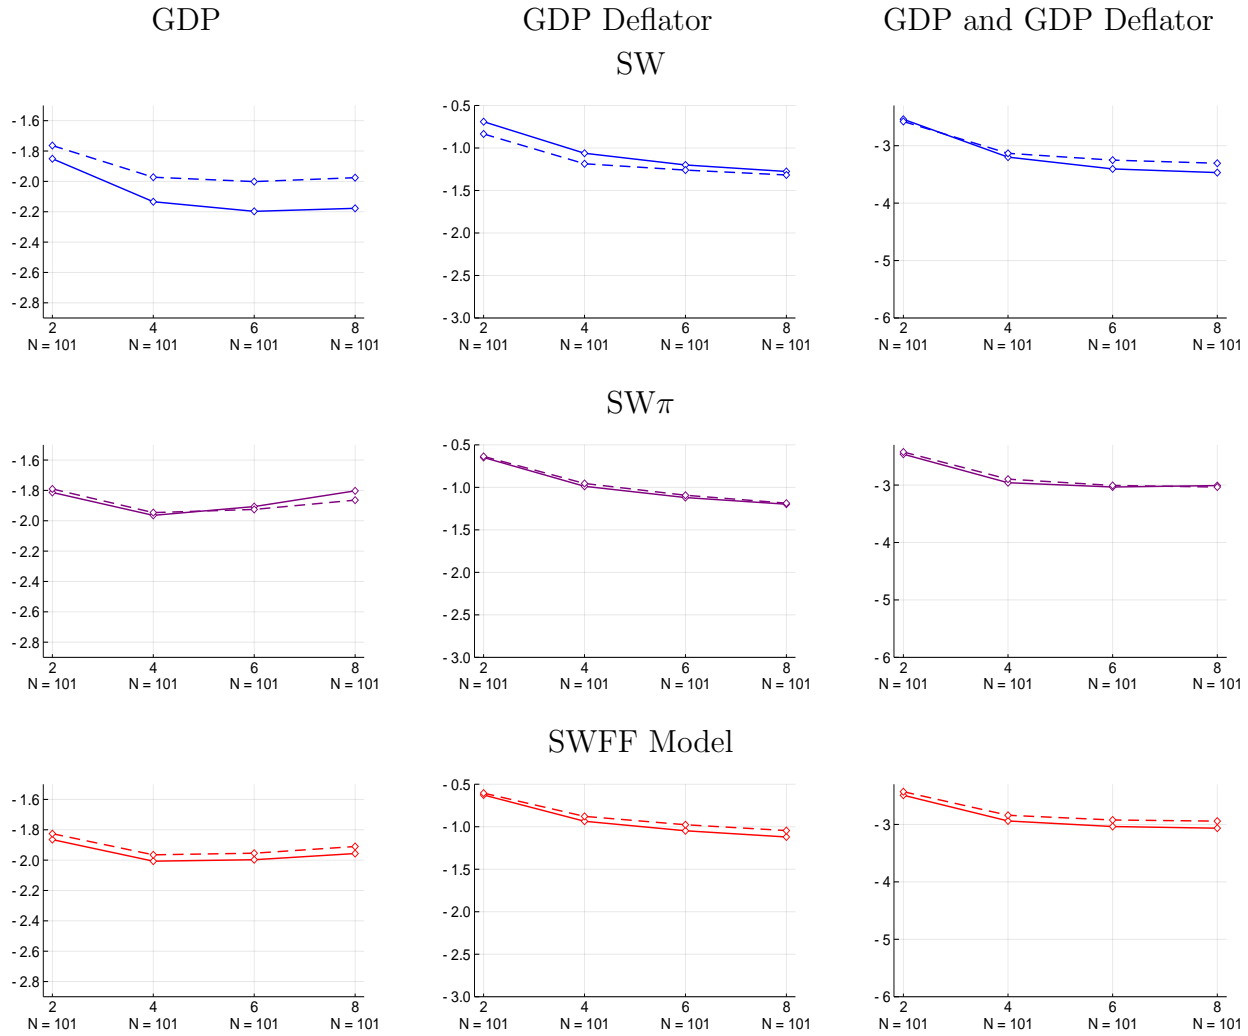 GDP GDP Deflator GDP and GDP Deflator
SW
- 1.6
- 1.8
- 2.0
- 2.2
- 2.4
- 2.6
- 2.8
2 4 6 8
N = 101 N = 101 N = 101 N = 101
- 0.5
- 1.0
- 1.5
- 2.0
- 2.5
- 3.0
2 4 6 8
N = 101 N = 101 N = 101 N = 101
- 3
- 4
- 5
- 6
2 4 6 8
N = 101 N = 101 N = 101 N = 101
SWπ
- 1.6
- 1.8
- 2.0
- 2.2
- 2.4
- 2.6
- 2.8
2 4 6 8
N = 101 N = 101 N = 101 N = 101
- 0.5
- 1.0
- 1.5
- 2.0
- 2.5
- 3.0
2 4 6 8
N = 101 N = 101 N = 101 N = 101
- 3
- 4
- 5
- 6
2 4 6 8
N = 101 N = 101 N = 101 N = 101
SWFF Model
- 1.6
- 1.8
- 2.0
- 2.2
- 2.4
- 2.6
- 2.8
2 4 6 8
N = 101 N = 101 N = 101 N = 101
- 0.5
- 1.0
- 1.5
- 2.0
- 2.5
- 3.0
2 4 6 8
N = 101 N = 101 N = 101 N = 101
- 3
- 4
- 5
- 6
2 4 6 8
N = 101 N = 101 N = 101 N = 101